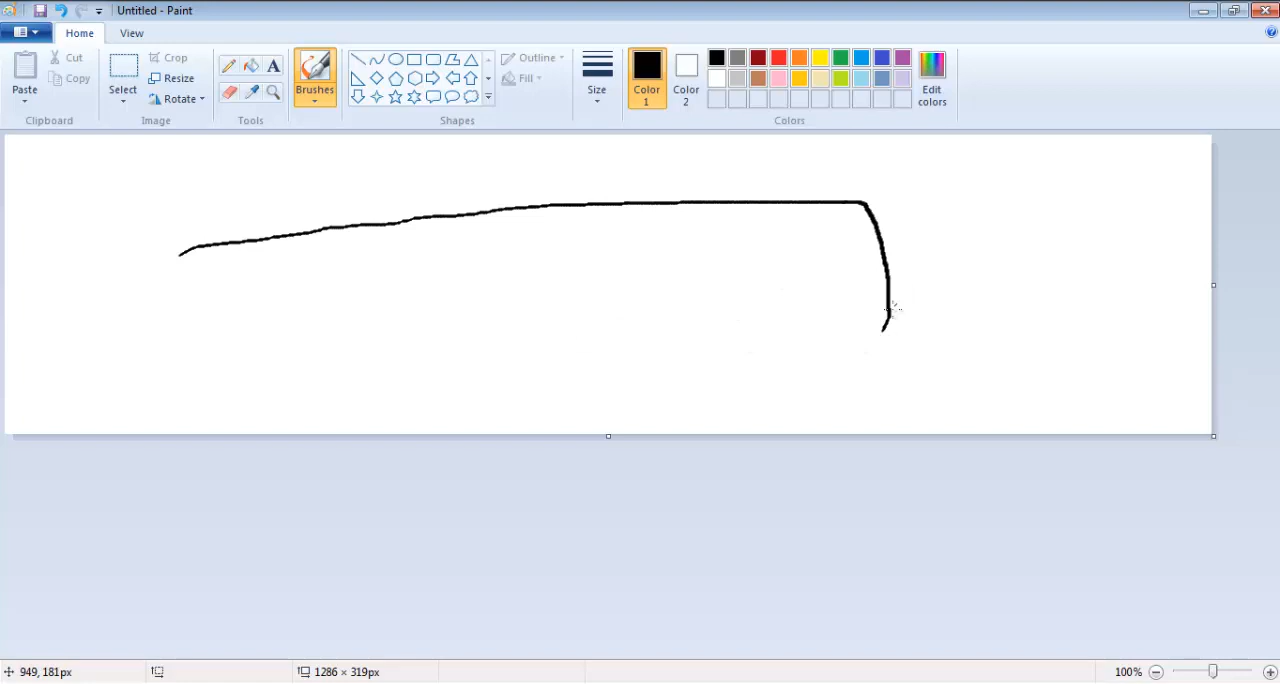 Untitled - Paint
Home View
Paste Cut Copy Clipboard
Select Crop Resize Rotate Image
A Tools
Brushes
Outline Fill Shapes
Size
Color 1 Color 2 Edit colors Colors
949, 181px 1286 × 319px 100%